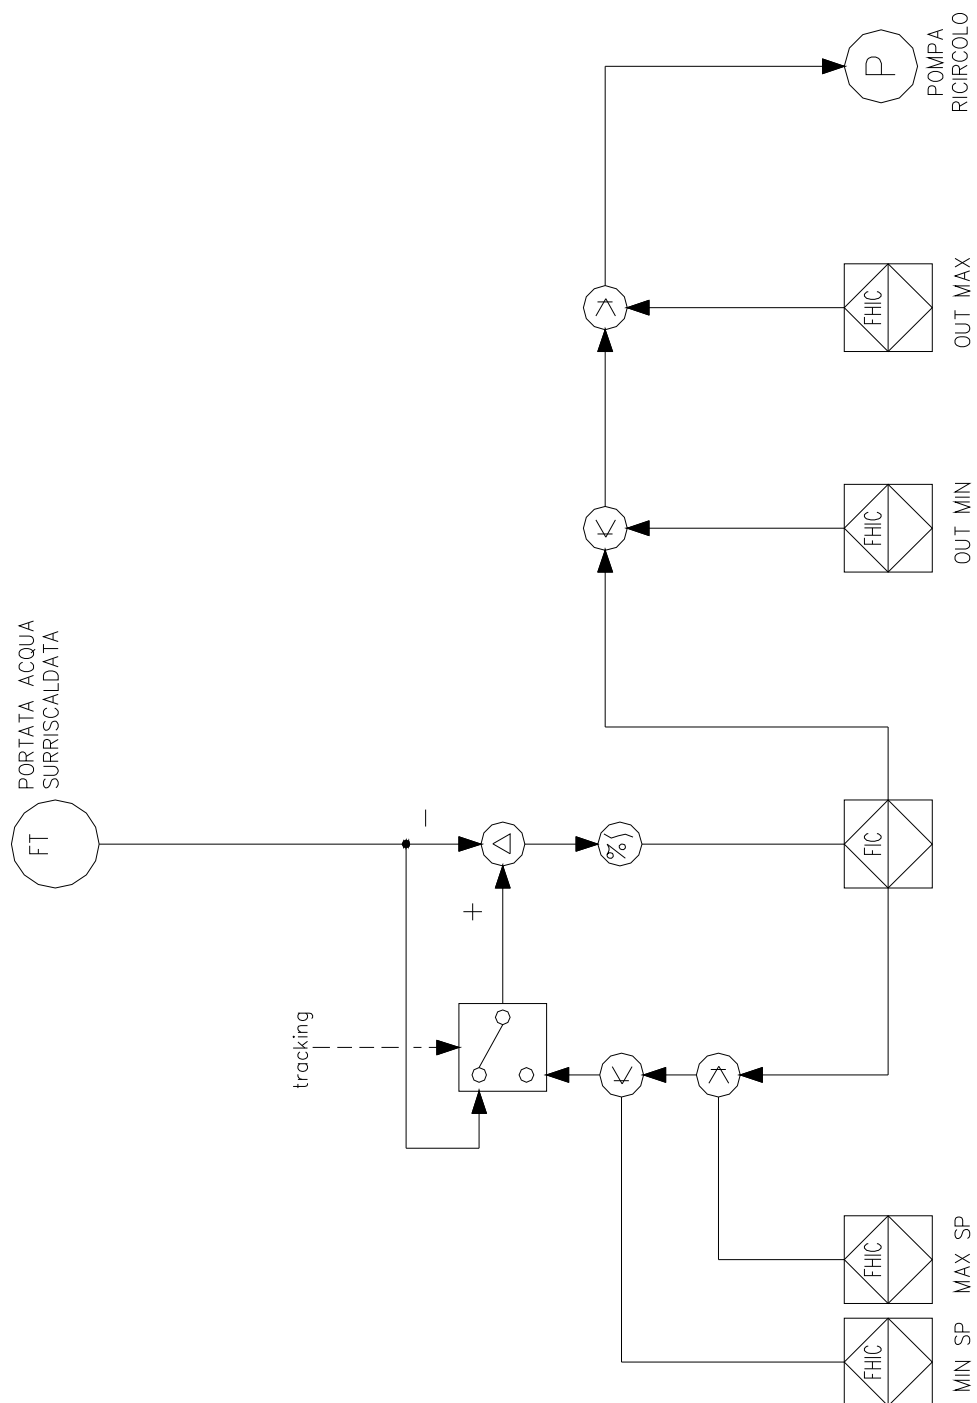 PORTATA ACQUA
SURRISCALDATA
FT
tracking
+
−
%
FIC
FHIC
MIN SP
FHIC
MAX SP
FHIC
OUT MIN
FHIC
OUT MAX
P
POMPA
RICIRCOLO